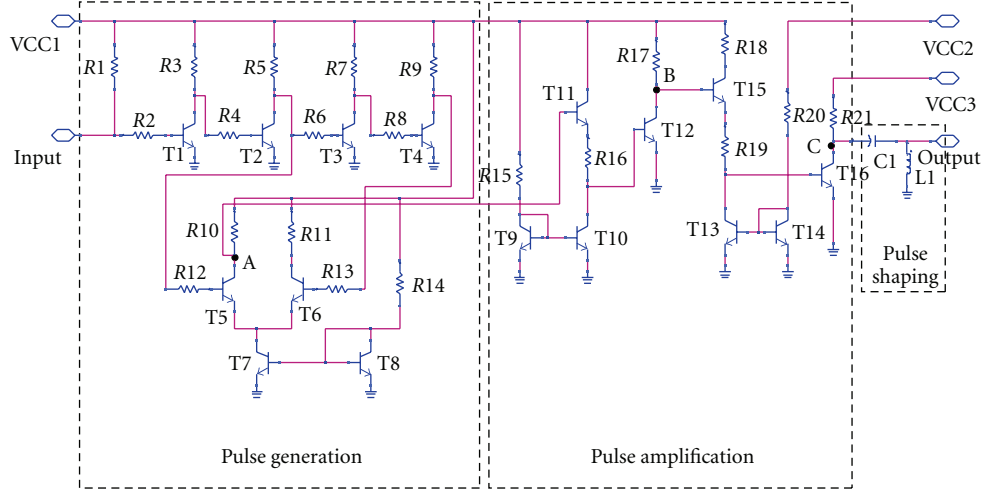 VCC1
R1
R3
R5
R7
R9
R2
R4
R6
R8
Input
T1
T2
T3
T4
R10
R11
A
R12
R13
R14
T5
T6
T7
T8
Pulse generation
R17
B
R18
T11
T15
T12
R20
R16
R19
R15
T9
T10
T13
T14
Pulse amplification
VCC2
VCC3
R21
C
T16
C1
L1
Output
Pulse
shaping